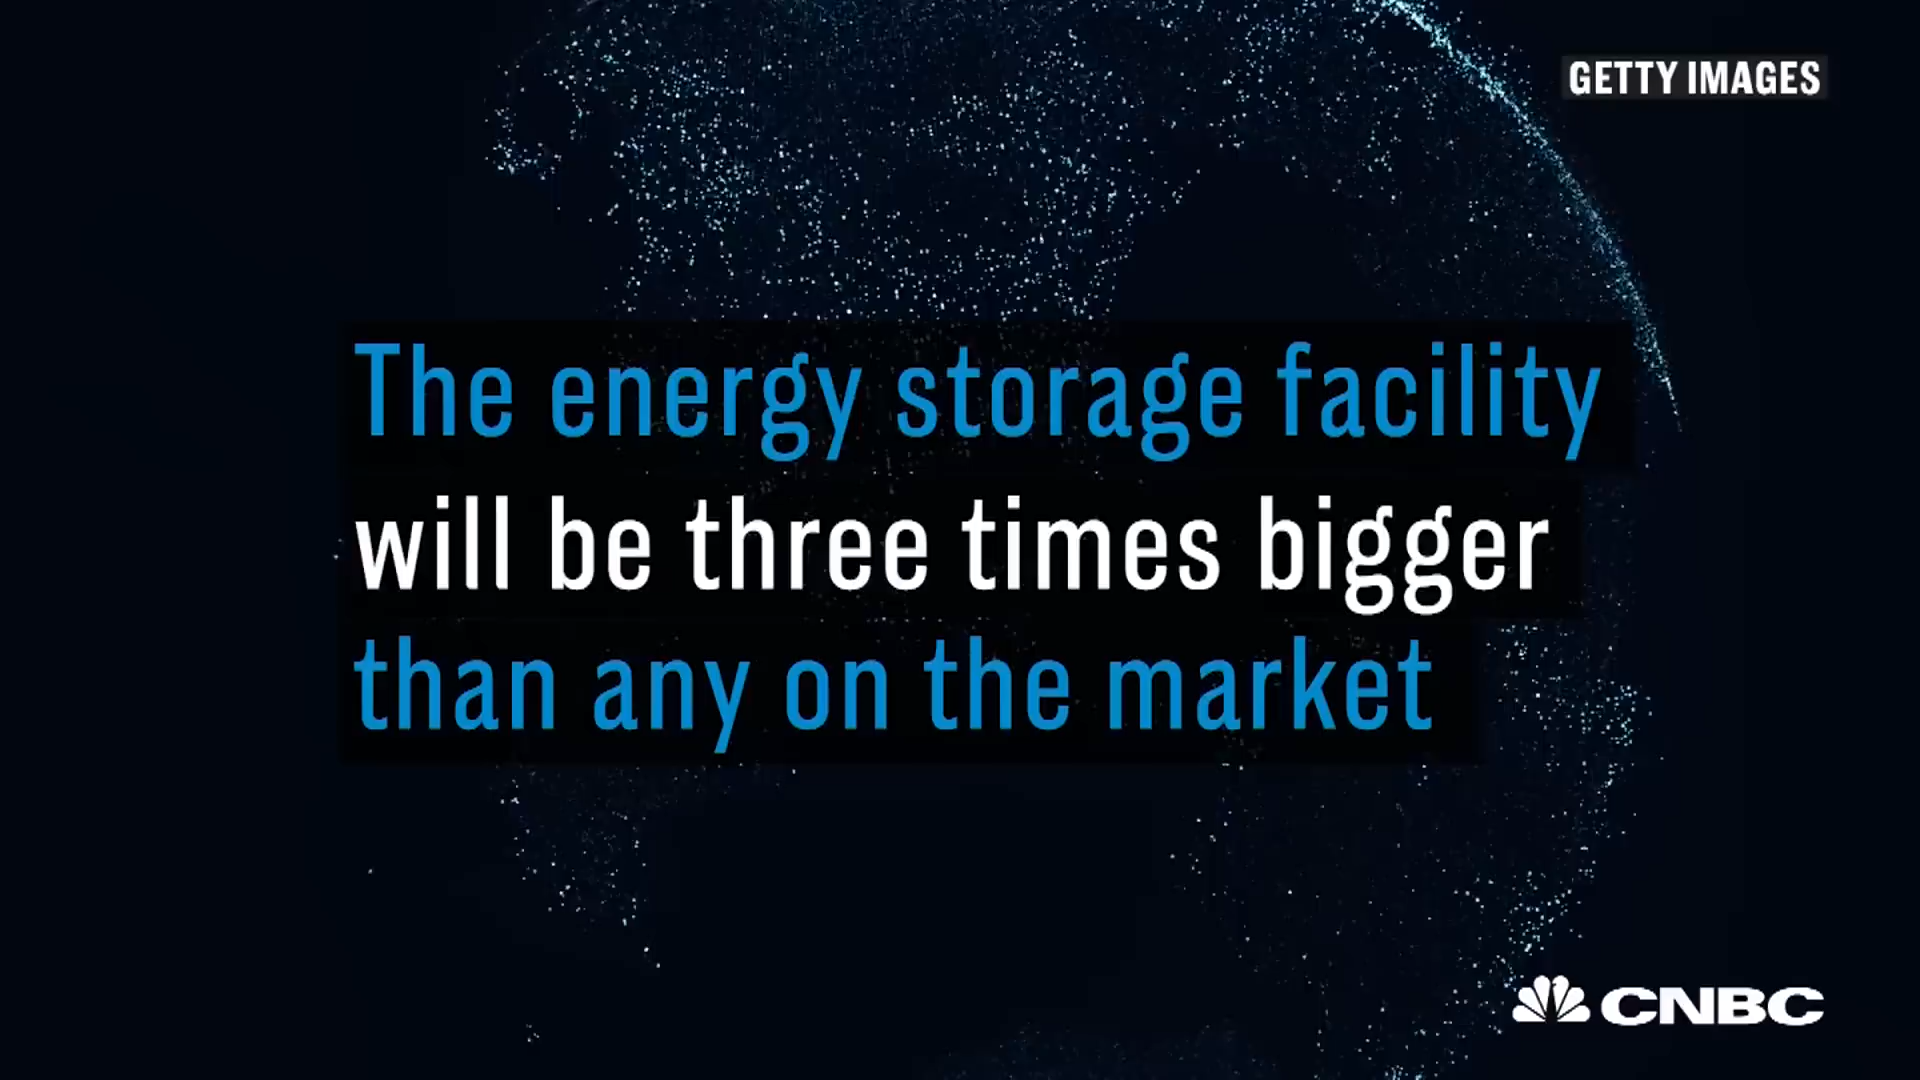 GETTY IMAGES
The energy storage facility
will be three times bigger
than any on the market
CNBC